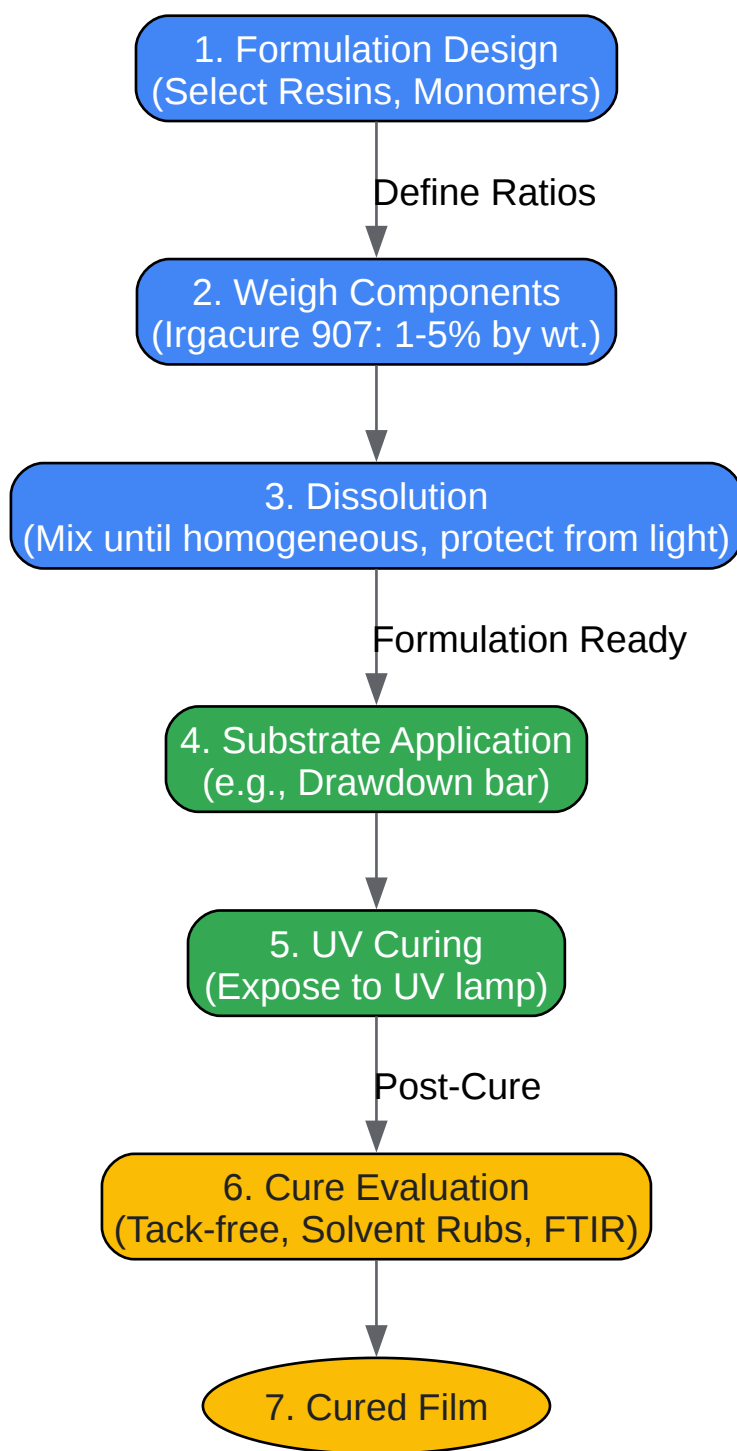 1. Formulation Design
(Select Resins, Monomers)
Define Ratios
2. Weigh Components
(Irgacure 907: 1-5% by wt.)
3. Dissolution
(Mix until homogeneous, protect from light)
Formulation Ready
4. Substrate Application
(e.g., Drawdown bar)
5. UV Curing
(Expose to UV lamp)
Post-Cure
6. Cure Evaluation
(Tack-free, Solvent Rubs, FTIR)
7. Cured Film